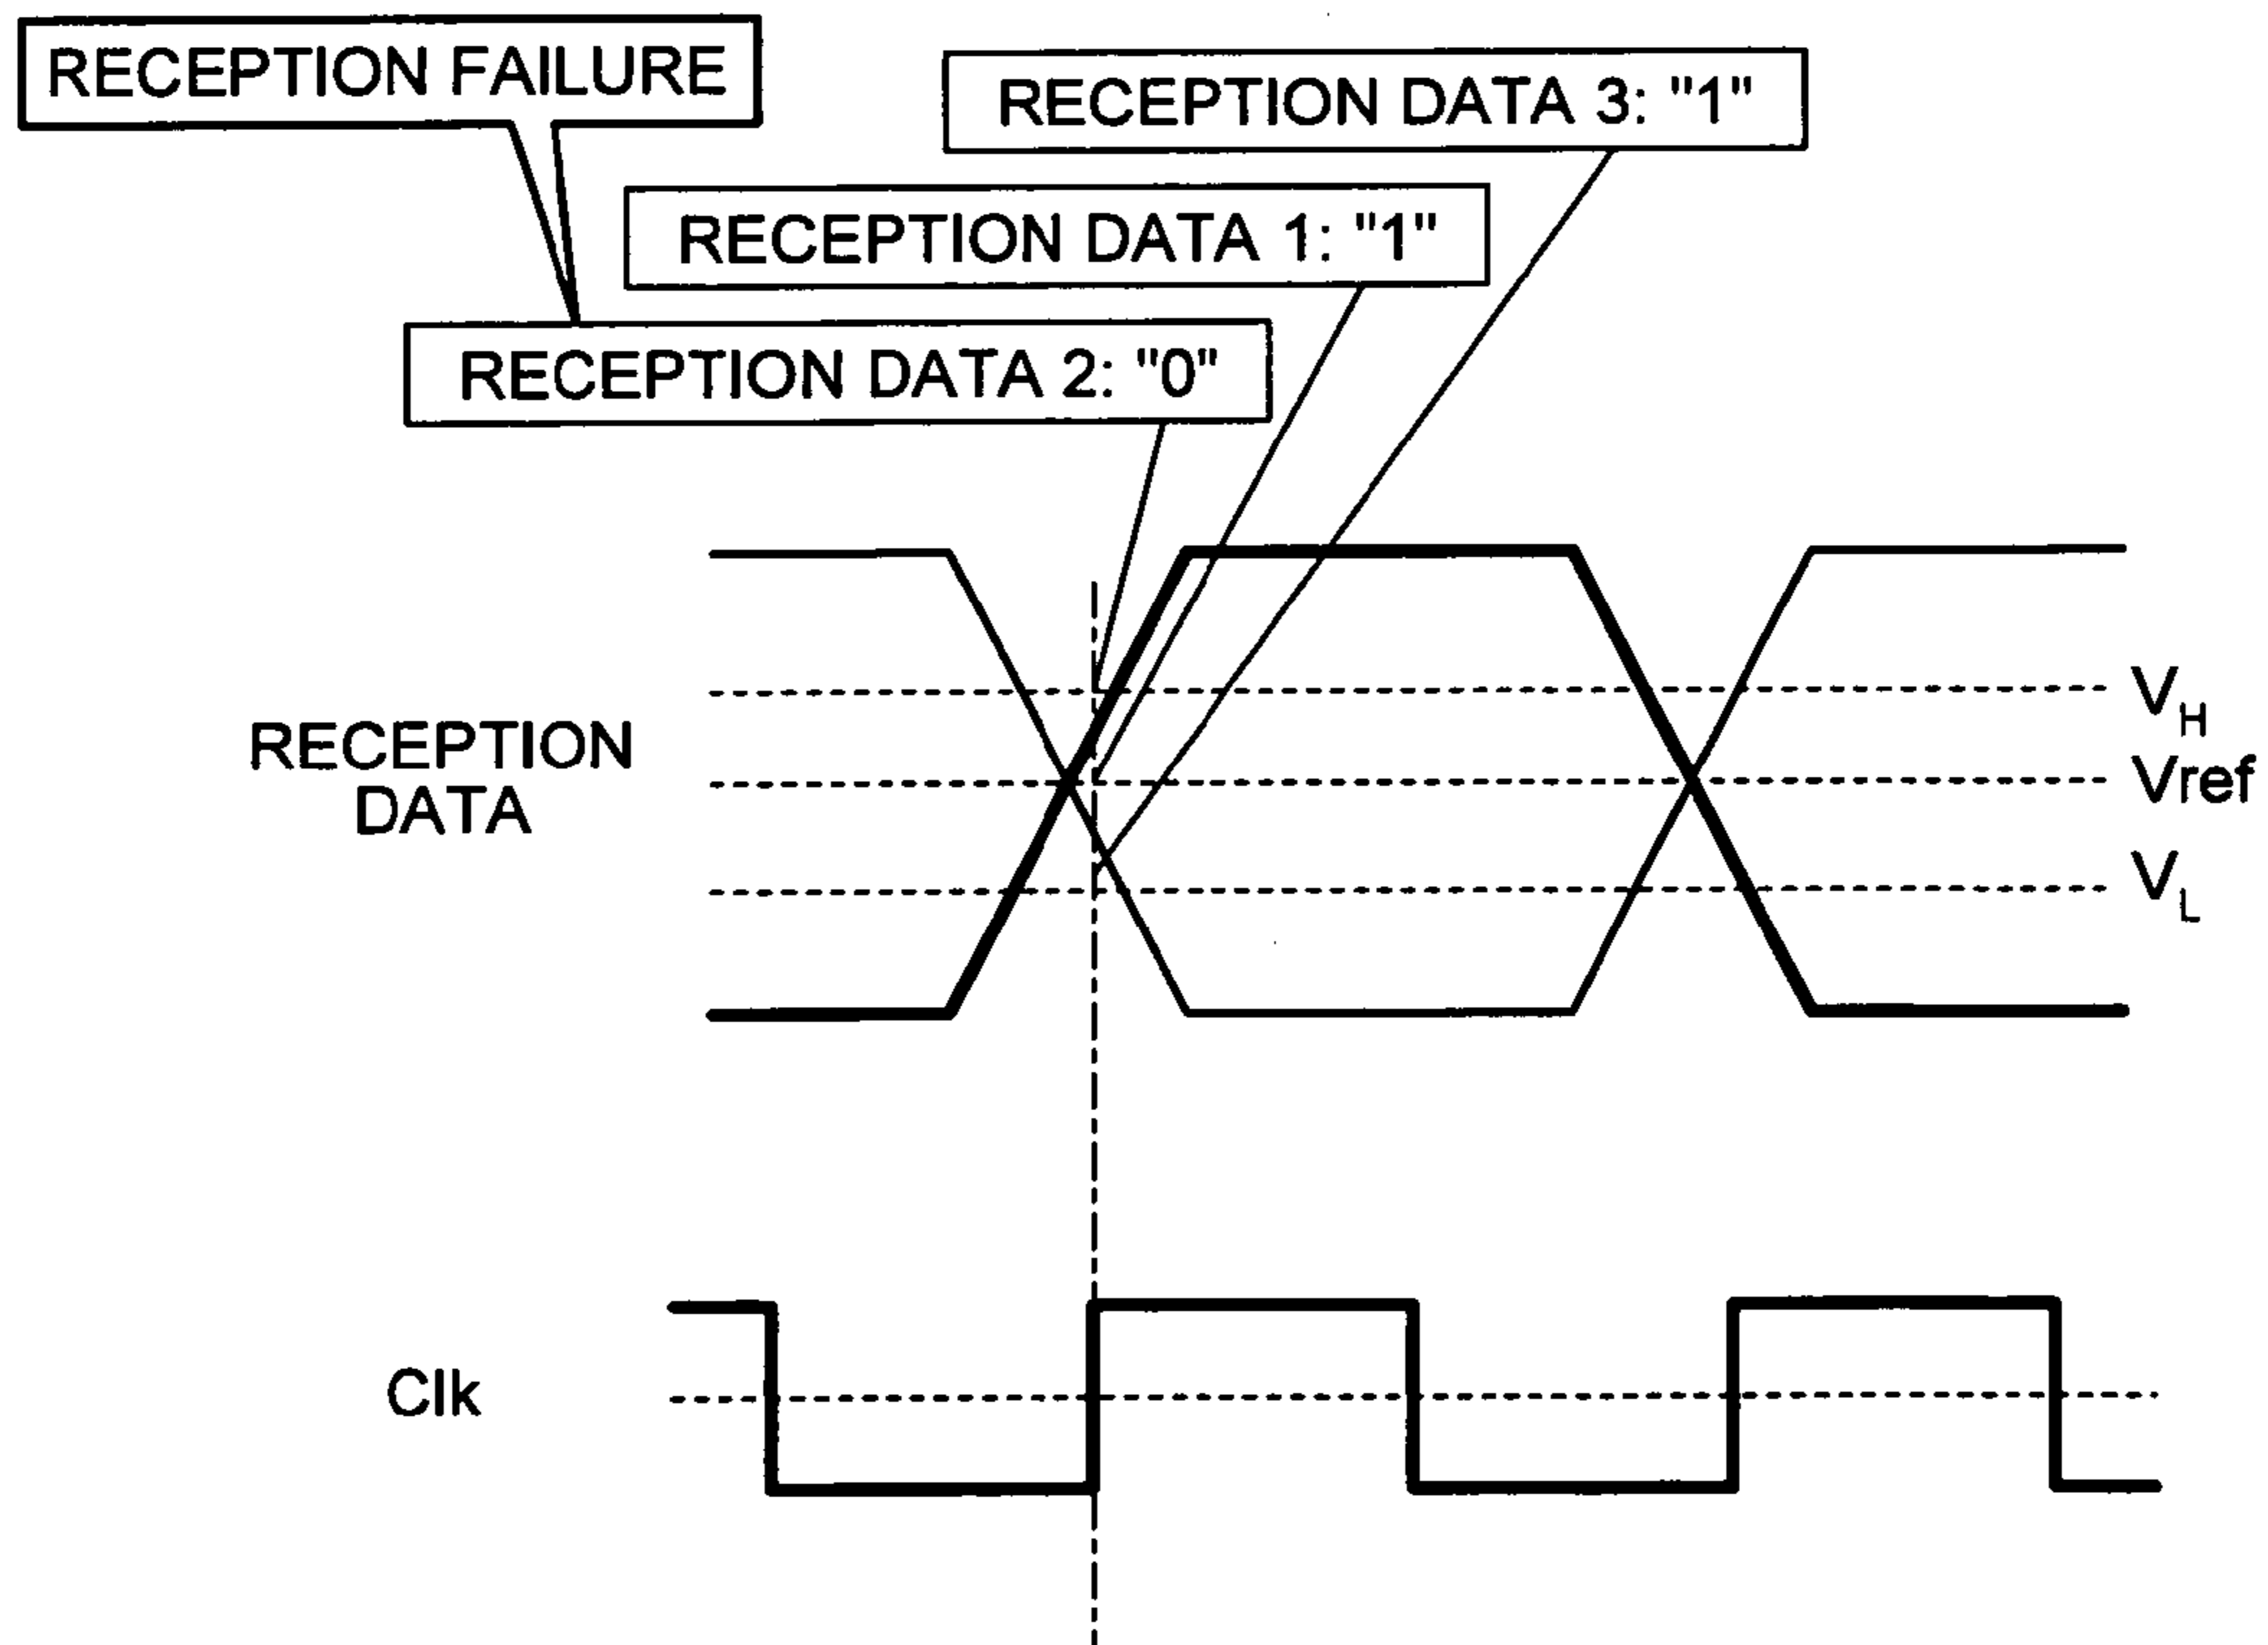 RECEPTION FAILURE
RECEPTION DATA 3: "1"
RECEPTION DATA 1: "1"
RECEPTION DATA 2: "0"
RECEPTION
DATA
VH
Vref
VL
Clk